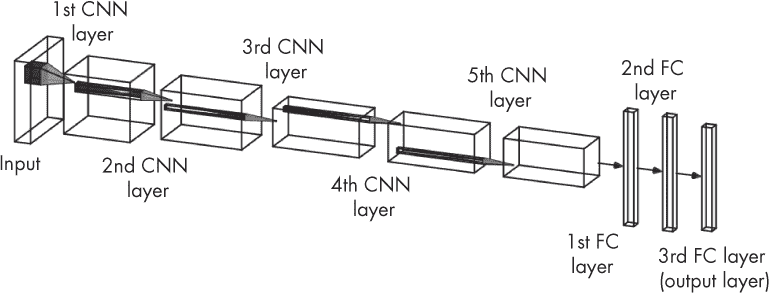 1st CNN
layer
Input
2nd CNN
layer
3rd CNN
layer
4th CNN
layer
5th CNN
layer
1st FC
layer
2nd FC
layer
3rd FC layer
(output layer)